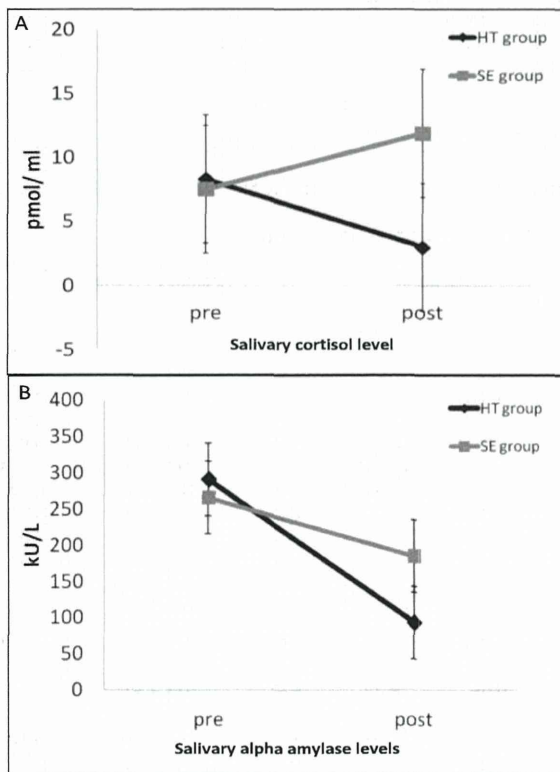 A
20
15
10
5
0
-5
pmol/ ml
HT group
SE group
pre
post
Salivary cortisol level
B
400
350
300
250
200
150
100
50
0
kU/L
HT group
SE group
pre
post
Salivary alpha amylase levels